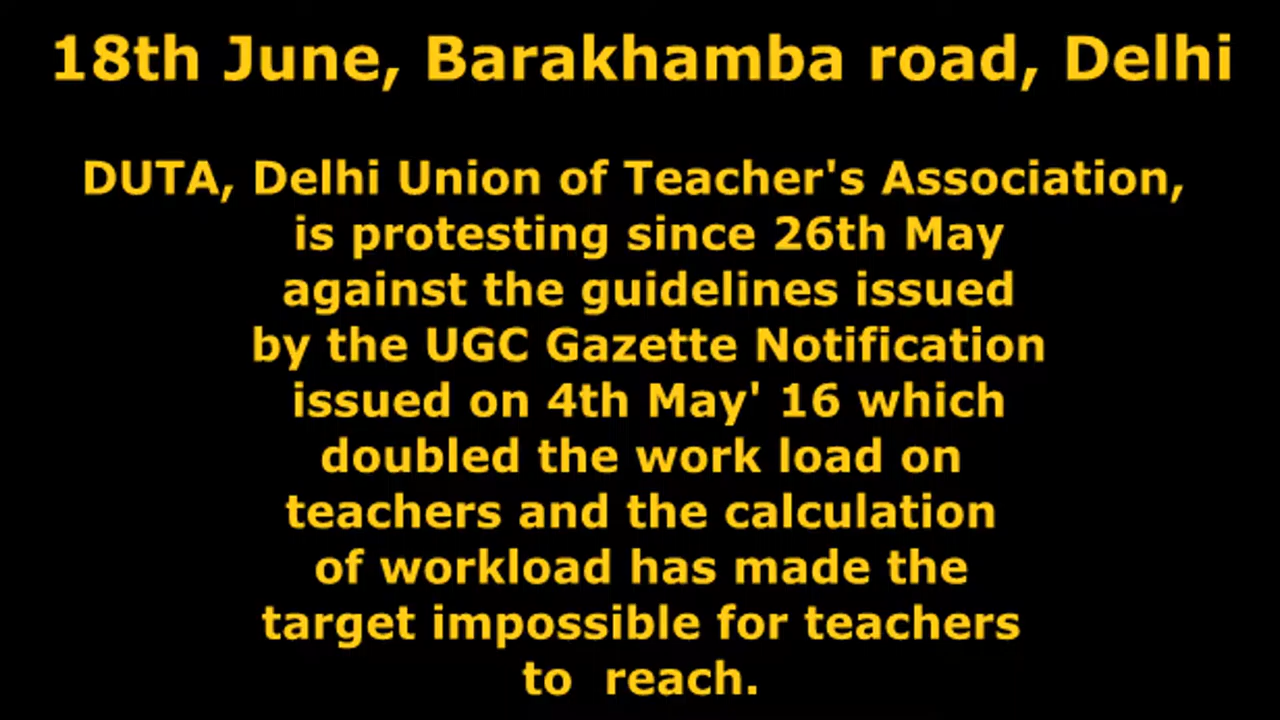 18th June, Barakhamba road, Delhi
DUTA, Delhi Union of Teacher's Association,
is protesting since 26th May
against the guidelines issued
by the UGC Gazette Notification
issued on 4th May' 16 which
doubled the work load on
teachers and the calculation
of workload has made the
target impossible for teachers
to  reach.